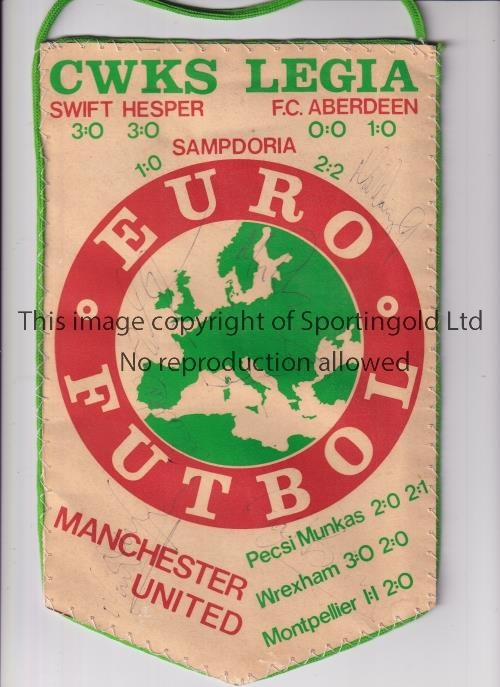 CWKS LEGIA
SWIFT HESPER F.C. ABERDEEN
3:0 3:0 0:0 1:0
SAMPDORIA
1:0 2:2
EURO
FUTBOL
This image copyright of Sportingold Ltd
No reproduction allowed
MANCHESTER
UNITED
Pecsi Munkas 2:0 2:1
Wrexham 3:0 2:0
Montpellier 1:1 2:0